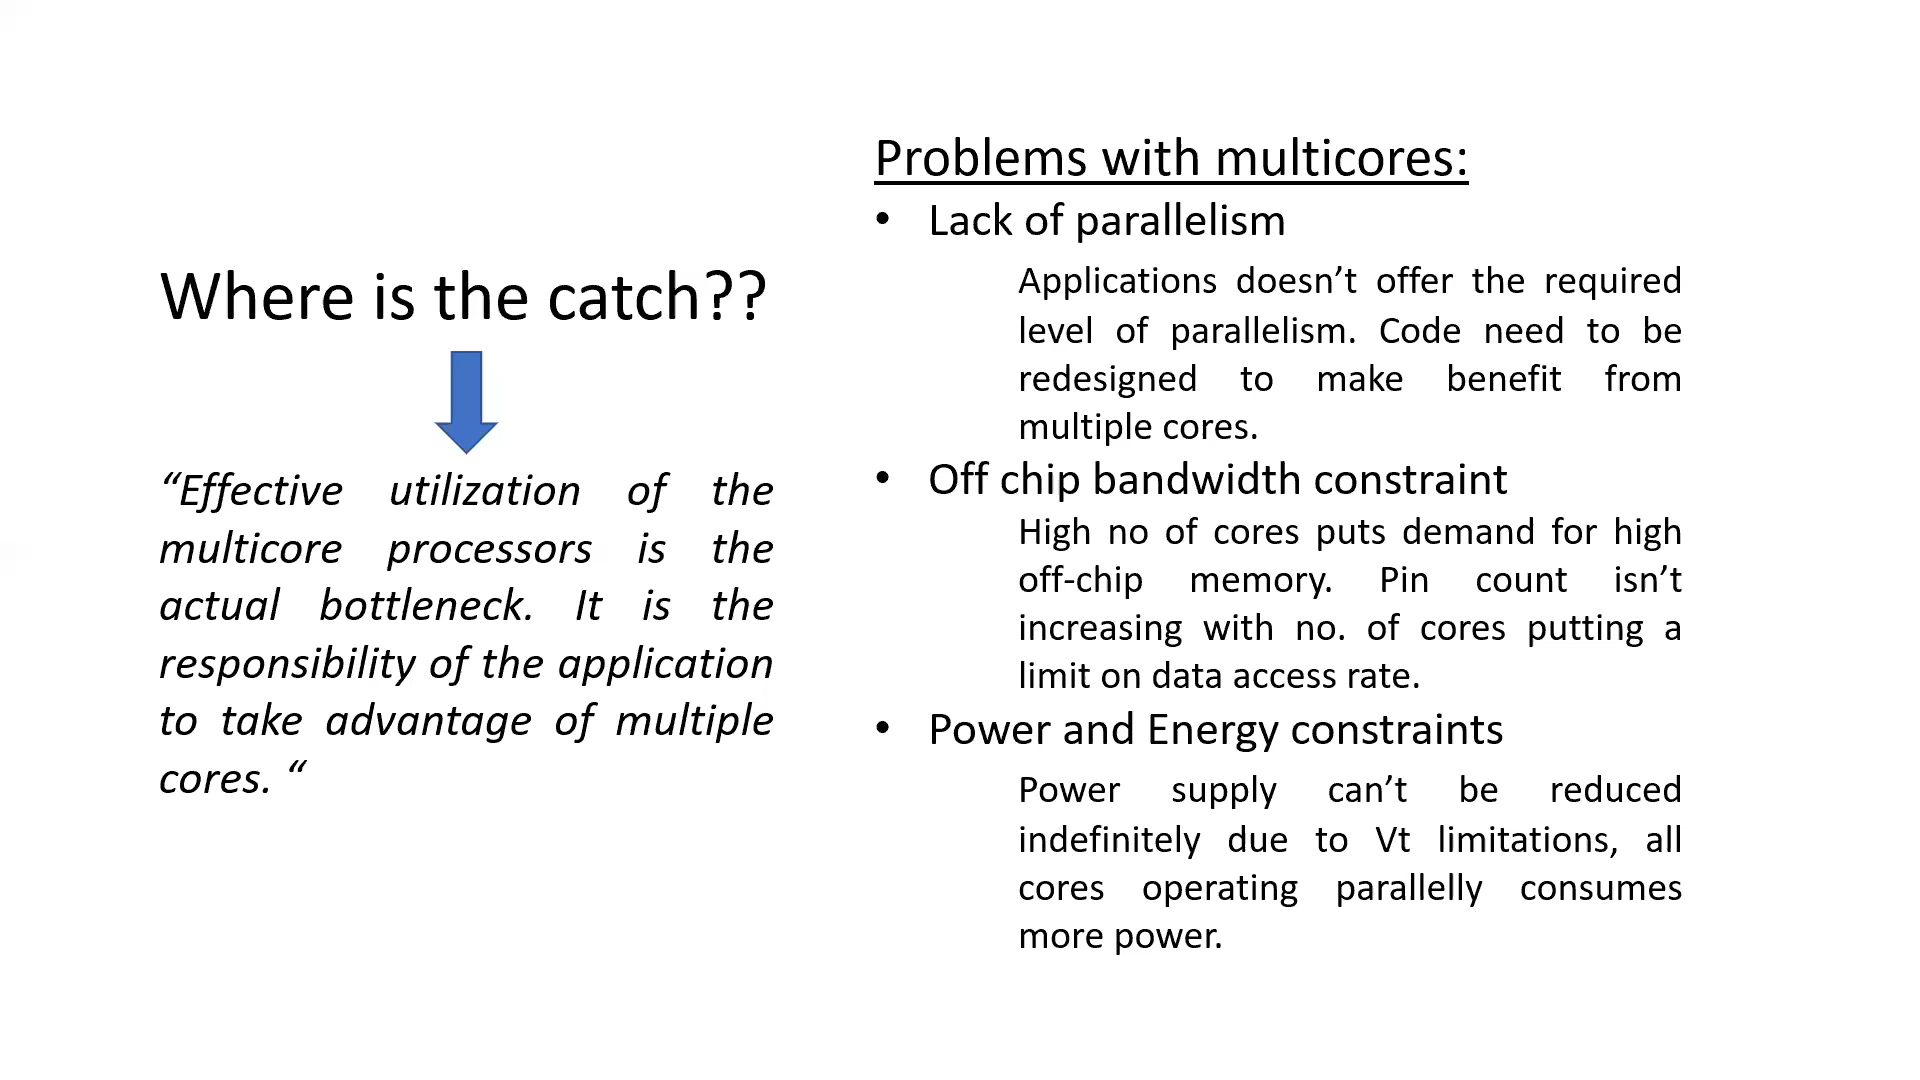 Where is the catch??
“Effective utilization of the
multicore processors is the
actual bottleneck. It is the
responsibility of the application
to take advantage of multiple
cores. “
Problems with multicores:
• Lack of parallelism
Applications doesn’t offer the required
level of parallelism. Code need to be
redesigned to make benefit from
multiple cores.
• Off chip bandwidth constraint
High no of cores puts demand for high
off-chip memory. Pin count isn’t
increasing with no. of cores putting a
limit on data access rate.
• Power and Energy constraints
Power supply can’t be reduced
indefinitely due to Vt limitations, all
cores operating parallelly consumes
more power.